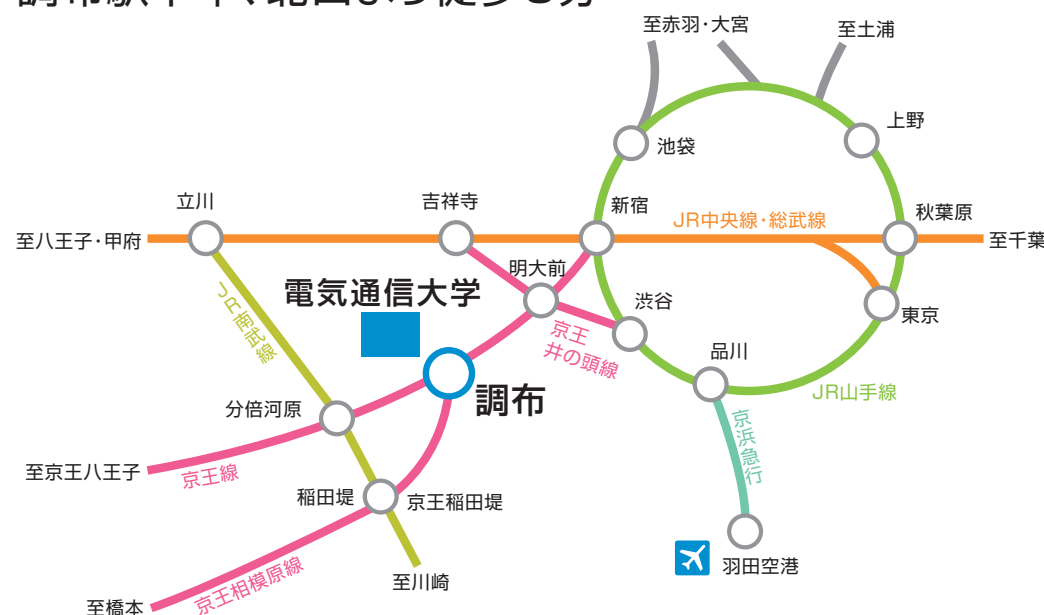 至赤羽・大宮
至土浦
上野
池袋
立川
吉祥寺
新宿
秋葉原
JR中央線・総武線
至八王子・甲府
至千葉
明大前
電気通信大学
渋谷
東京
JR南武線
京王
井の頭線
品川
調布
JR山手線
分倍河原
京浜急行
至京王八王子
京王線
稲田堤
京王稲田堤
羽田空港
京王相模原線
至川崎
至橋本